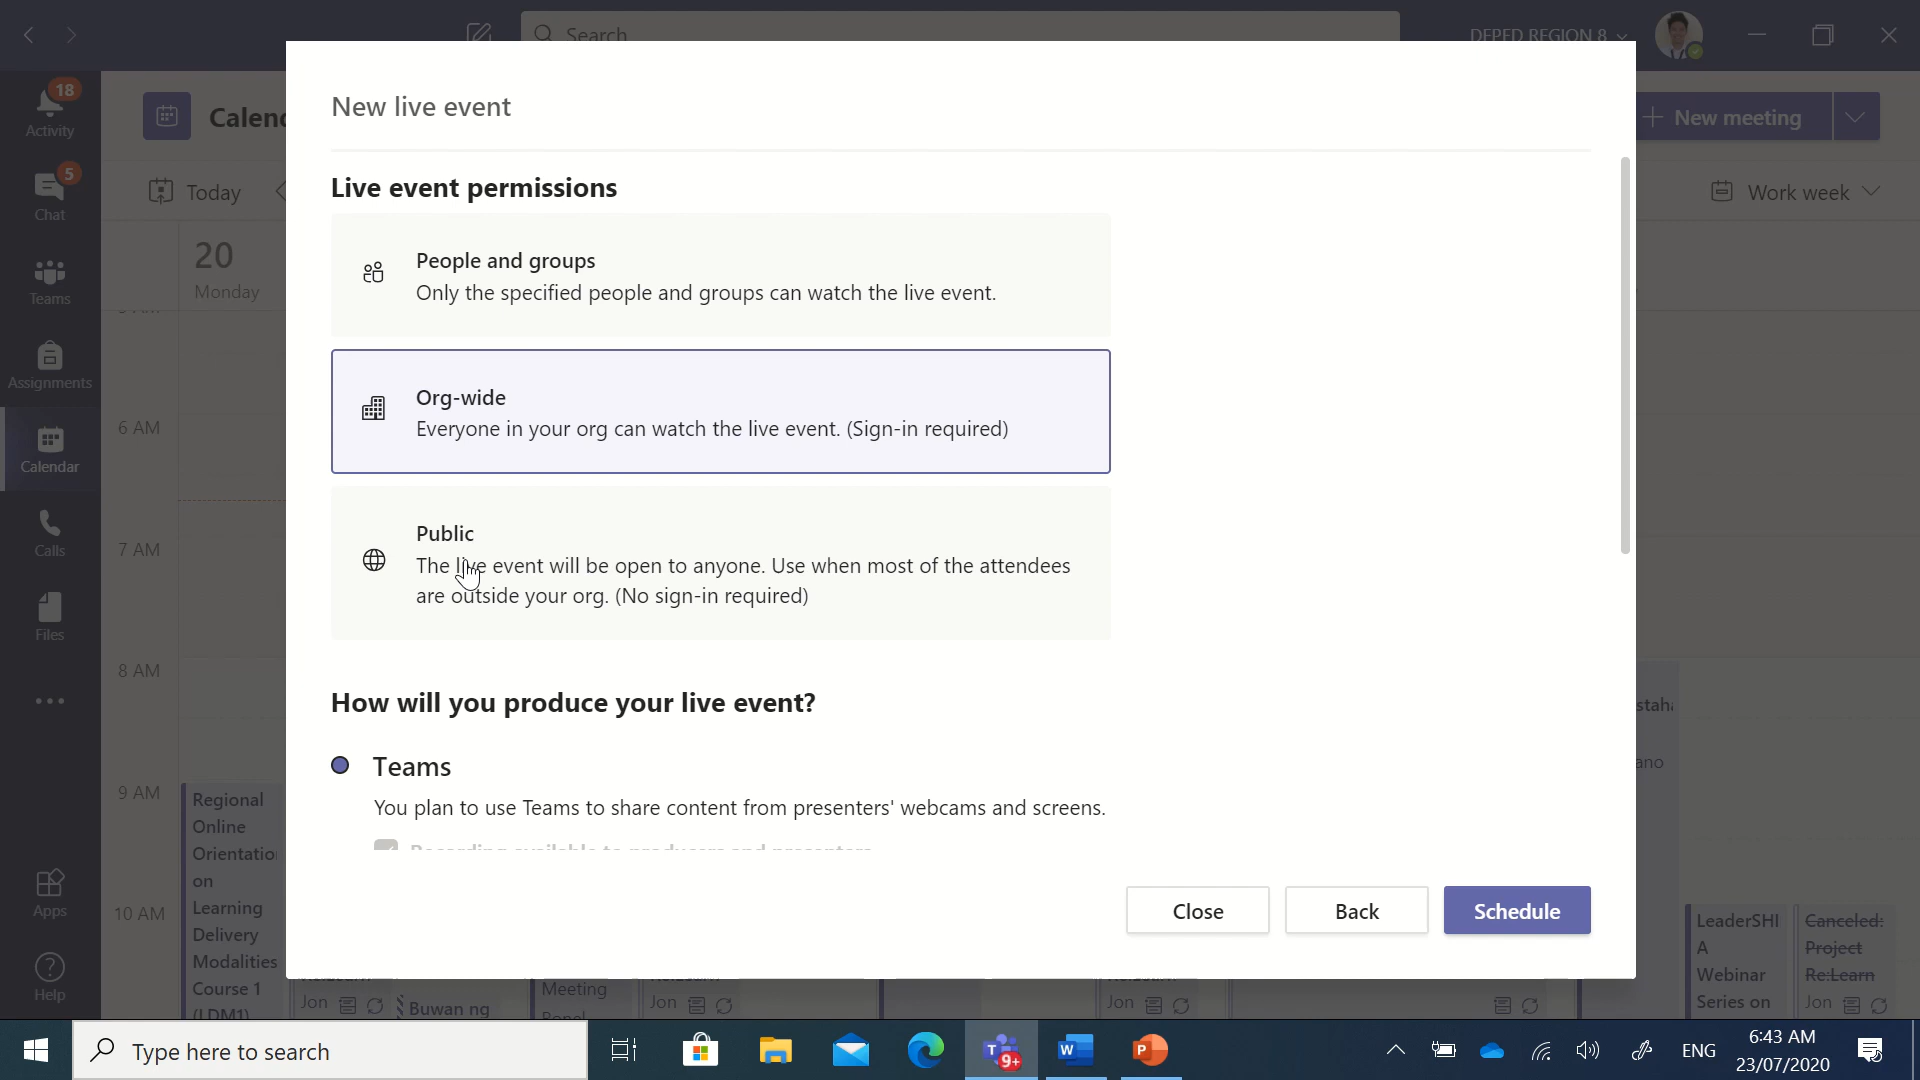 Search
DEPED REGION 8
18
Activity
5
Chat
Teams
Assignments
Calendar
Calls
Files
Apps
Help
New meeting
Today
Work week
20
Monday
6 AM
7 AM
8 AM
9 AM
10 AM
Regional
Online
on
Learning
Delivery
Modalities
Course 1
(LDM1)
New live event
Live event permissions
People and groups
Only the specified people and groups can watch the live event.
Org-wide
Everyone in your org can watch the live event. (Sign-in required)
Public
The live event will be open to anyone. Use when most of the attendees
are outside your org. (No sign-in required)
How will you produce your live event?
Teams
You plan to use Teams to share content from presenters' webcams and screens.
Close
Back
Schedule
Jon
Buwan ng
Meeting
Jon
Jon
LeaderSHI
A
Webinar
Series on
Canceled:
Project
Re:Learn
Jon
Type here to search
9+
ENG
6:43 AM
23/07/2020